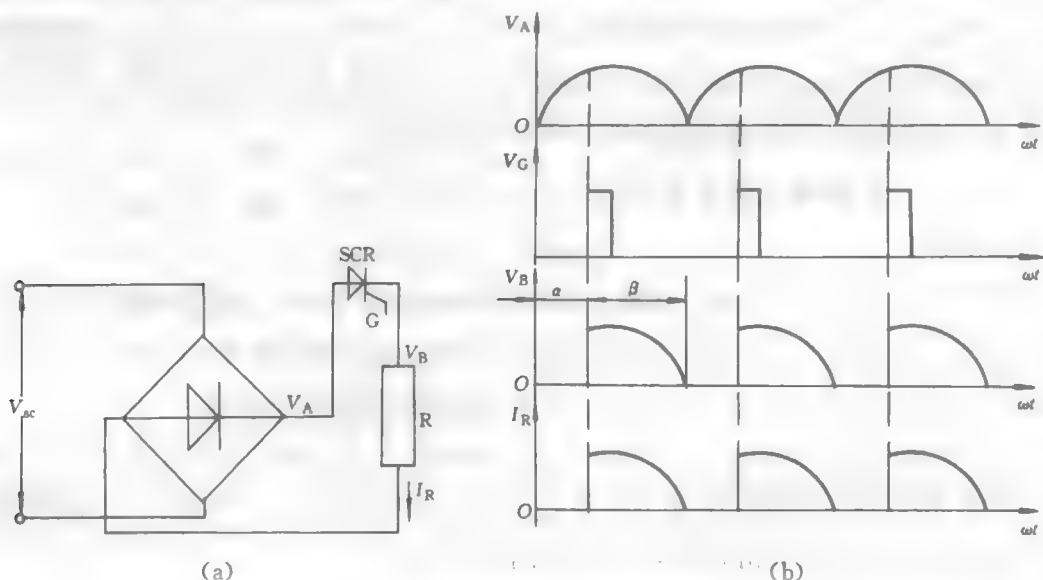 SCR
G
V_B
V_A
V_ac
R
I_R
(a)
V_A
O
ωt
V_G
ωt
V_B
α
β
O
ωt
I_R
O
ωt
(b)